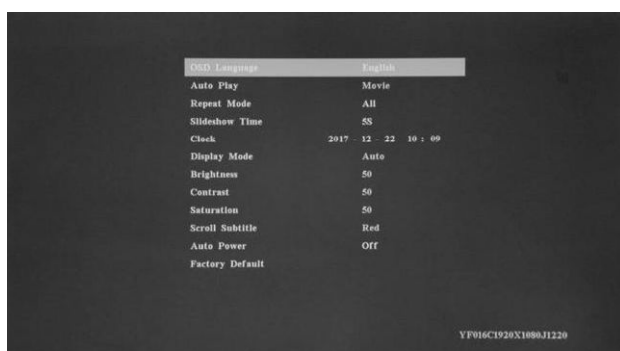 OSD Language English
Auto Play Movie
Repeat Mode All
Slideshow Time 5S
Clock 2017 - 12 - 22 10 : 09
Display Mode Auto
Brightness 50
Contrast 50
Saturation 50
Scroll Subtitle Red
Auto Power Off
Factory Default
YF016C1920X1080J1220